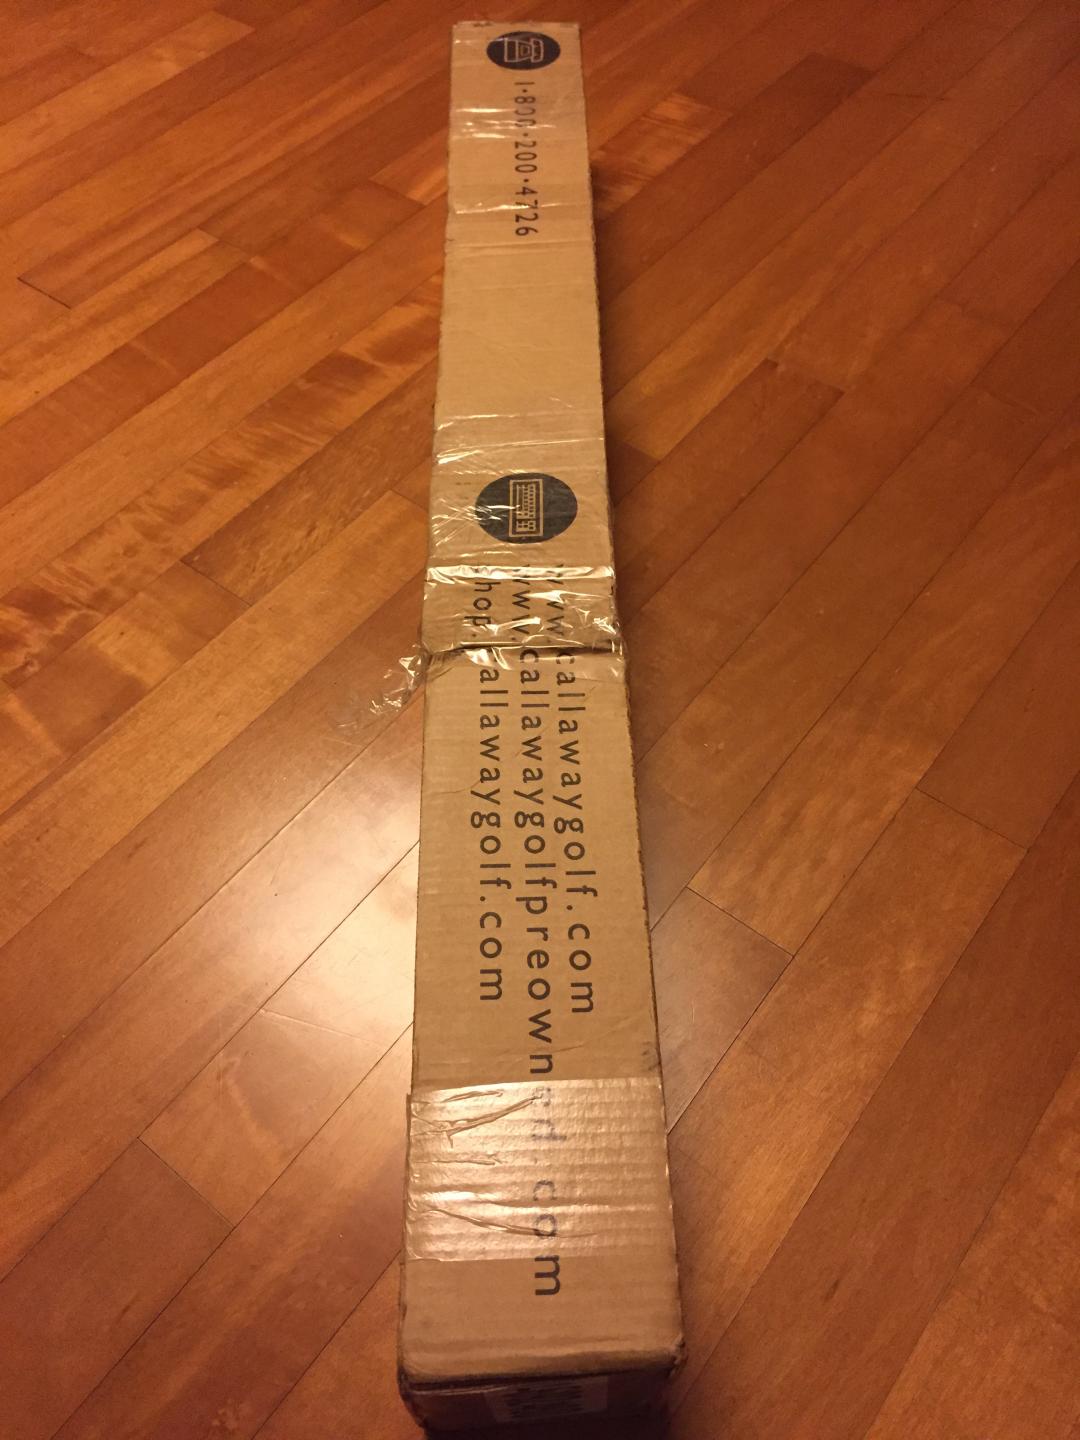 1·800·200·4726
www.callawaygolf.com
www.callawaygolfpreowned.com
shop.callawaygolf.com